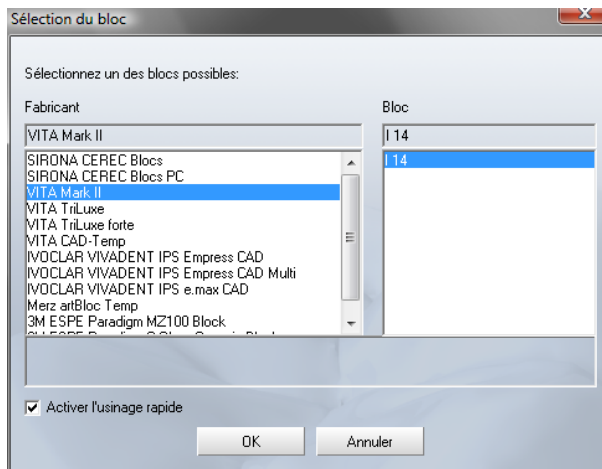 Sélection du bloc
Sélectionnez un des blocs possibles:
Fabricant
Bloc
VITA Mark II
I 14
SIRONA CEREC Blocs
I 14
SIRONA CEREC Blocs PC
VITA Mark II
VITA TriLuxe
VITA TriLuxe forte
VITA CAD-Temp
IVOCLAR VIVADENT IPS Empress CAD
IVOCLAR VIVADENT IPS Empress CAD Multi
IVOCLAR VIVADENT IPS e.max CAD
Merz artBloc Temp
3M ESPE Paradigm MZ100 Block
Activer l'usinage rapide
OK
Annuler